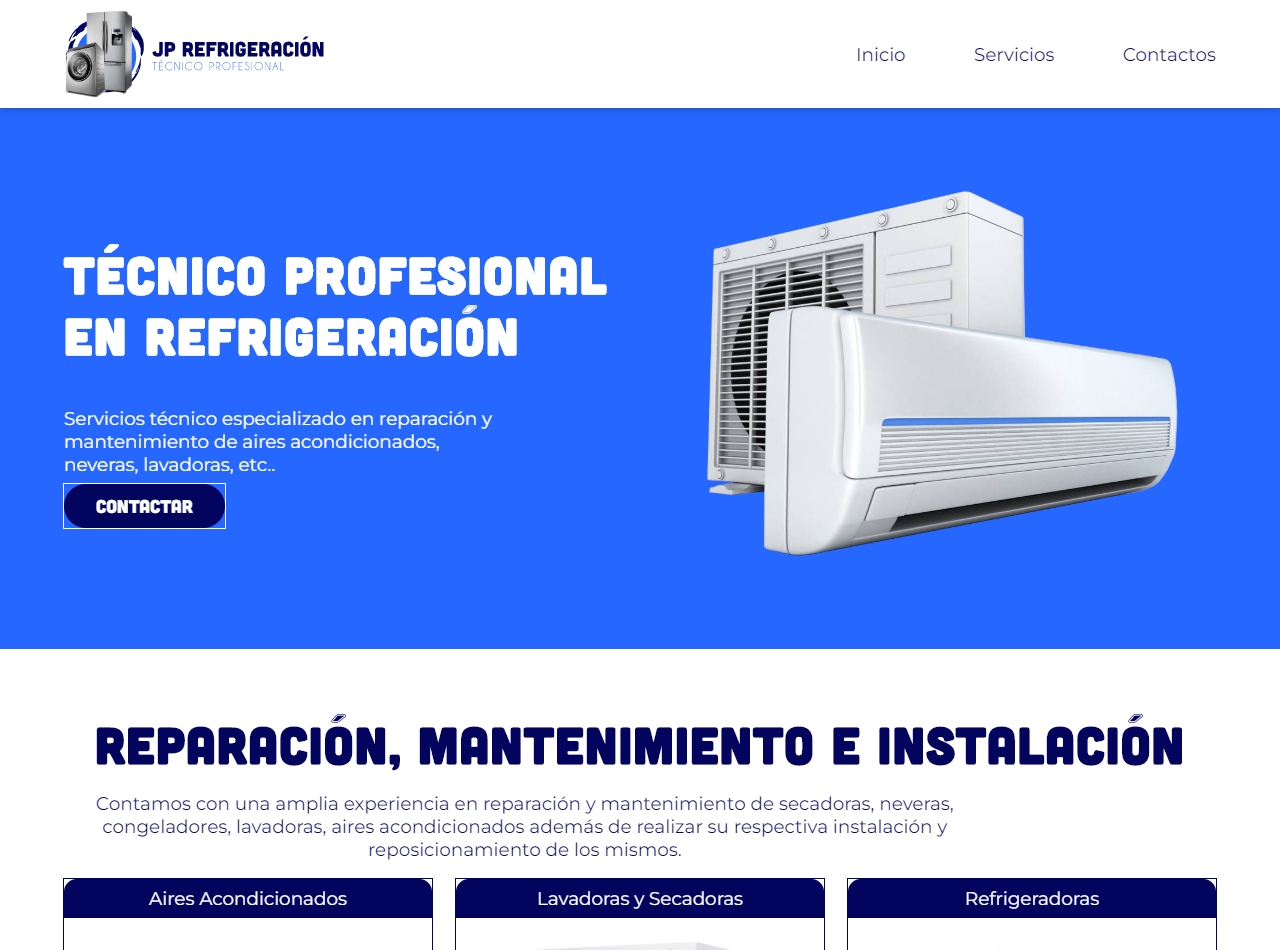 JP REFRIGERACIÓN
TÉCNICO PROFESIONAL
Inicio
Servicios
Contactos
TÉCNICO PROFESIONAL
EN REFRIGERACIÓN
Servicios técnico especializado en reparación y
mantenimiento de aires acondicionados,
neveras, lavadoras, etc..
CONTACTAR
REPARACIÓN, MANTENIMIENTO E INSTALACIÓN
Contamos con una amplia experiencia en reparación y mantenimiento de secadoras, neveras,
congeladores, lavadoras, aires acondicionados además de realizar su respectiva instalación y
reposicionamiento de los mismos.
Aires Acondicionados
Lavadoras y Secadoras
Refrigeradoras